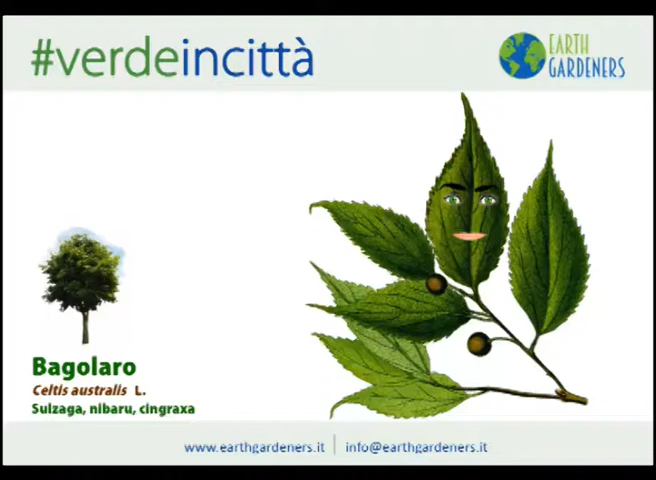 #verdeincittà
EARTH
GARDENERS
Bagolaro
Celtis australis L.
Sulzaga, nibaru, cingraxa
www.earthgardeners.it | info@earthgardeners.it